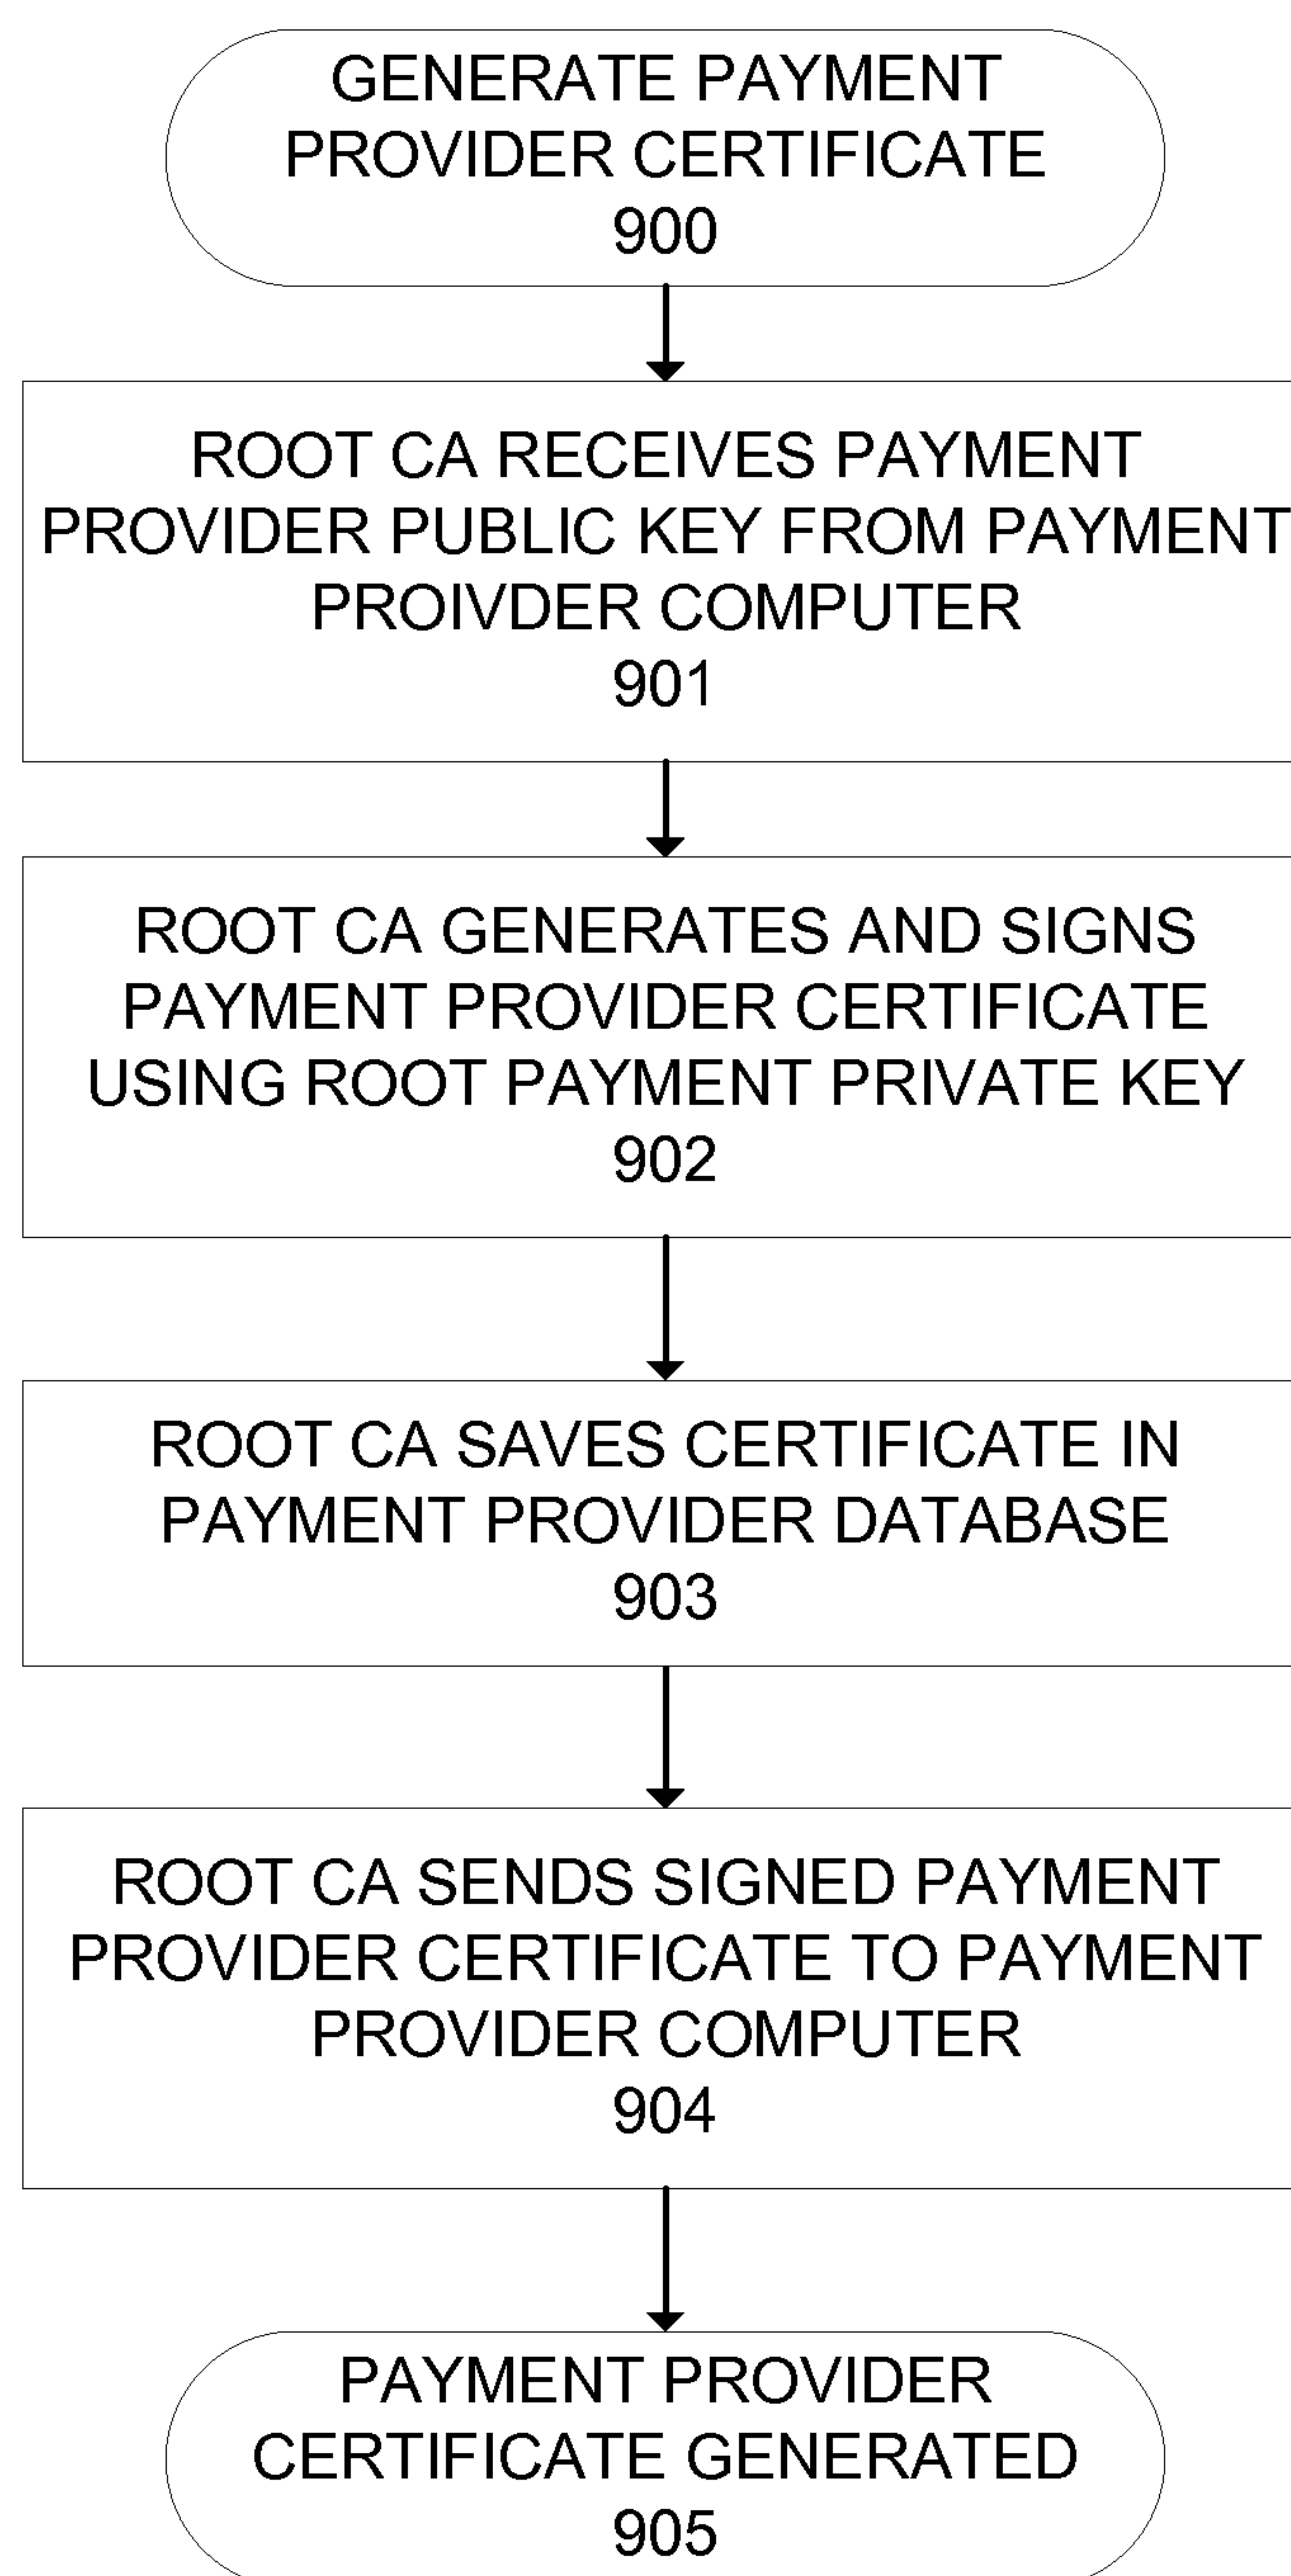 GENERATE PAYMENT
PROVIDER CERTIFICATE
900
ROOT CA RECEIVES PAYMENT
PROVIDER PUBLIC KEY FROM PAYMENT
PROIVDER COMPUTER
901
ROOT CA GENERATES AND SIGNS
PAYMENT PROVIDER CERTIFICATE
USING ROOT PAYMENT PRIVATE KEY
902
ROOT CA SAVES CERTIFICATE IN
PAYMENT PROVIDER DATABASE
903
ROOT CA SENDS SIGNED PAYMENT
PROVIDER CERTIFICATE TO PAYMENT
PROVIDER COMPUTER
904
PAYMENT PROVIDER
CERTIFICATE GENERATED
905